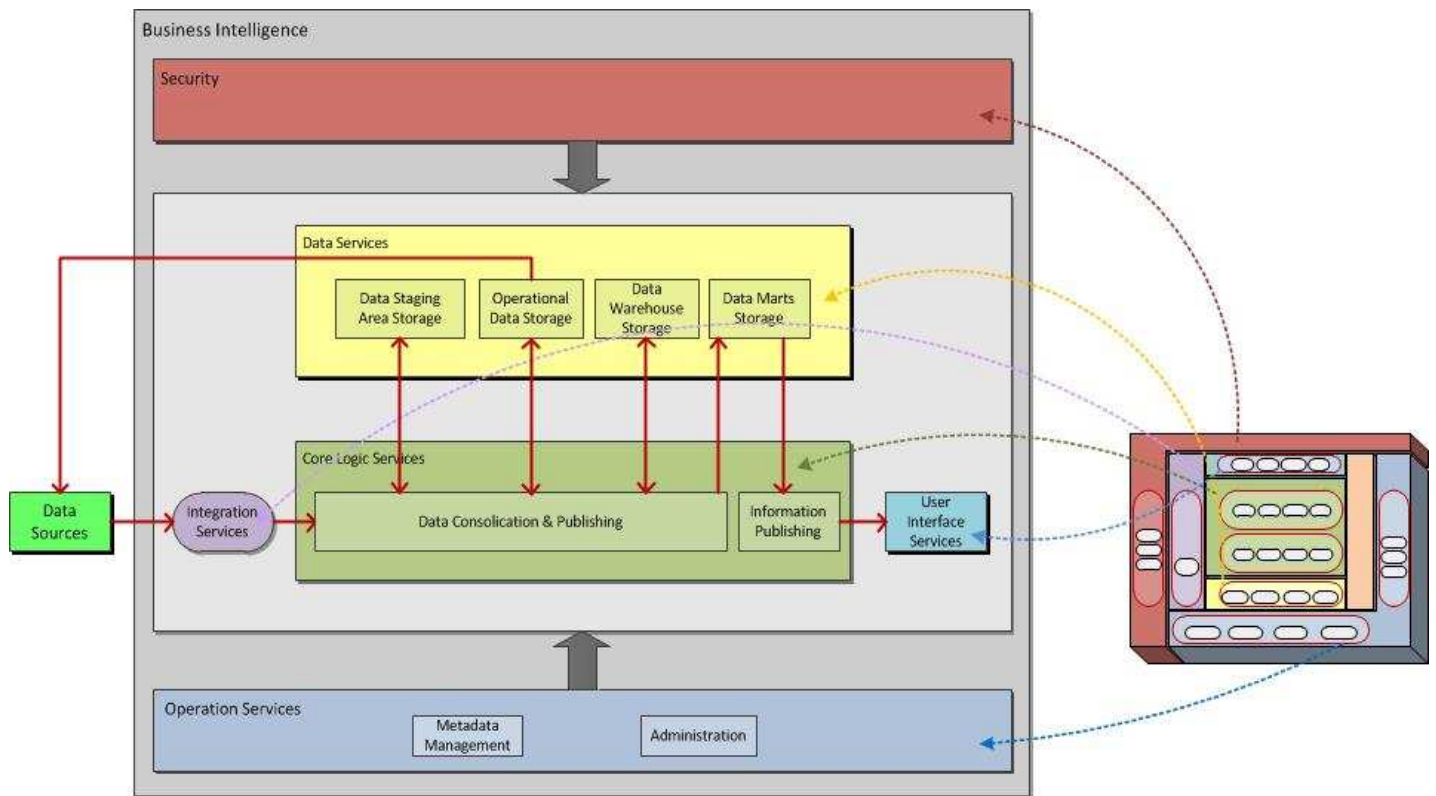 Business Intelligence
Security
Data Services
Data Staging
Area Storage
Operational
Data Storage
Data
Warehouse
Storage
Data Marts
Storage
Core Logic Services
Data
Sources
Integration
Services
Data Consolication & Publishing
Information
Publishing
User
Interface
Services
Operation Services
Metadata
Management
Administration